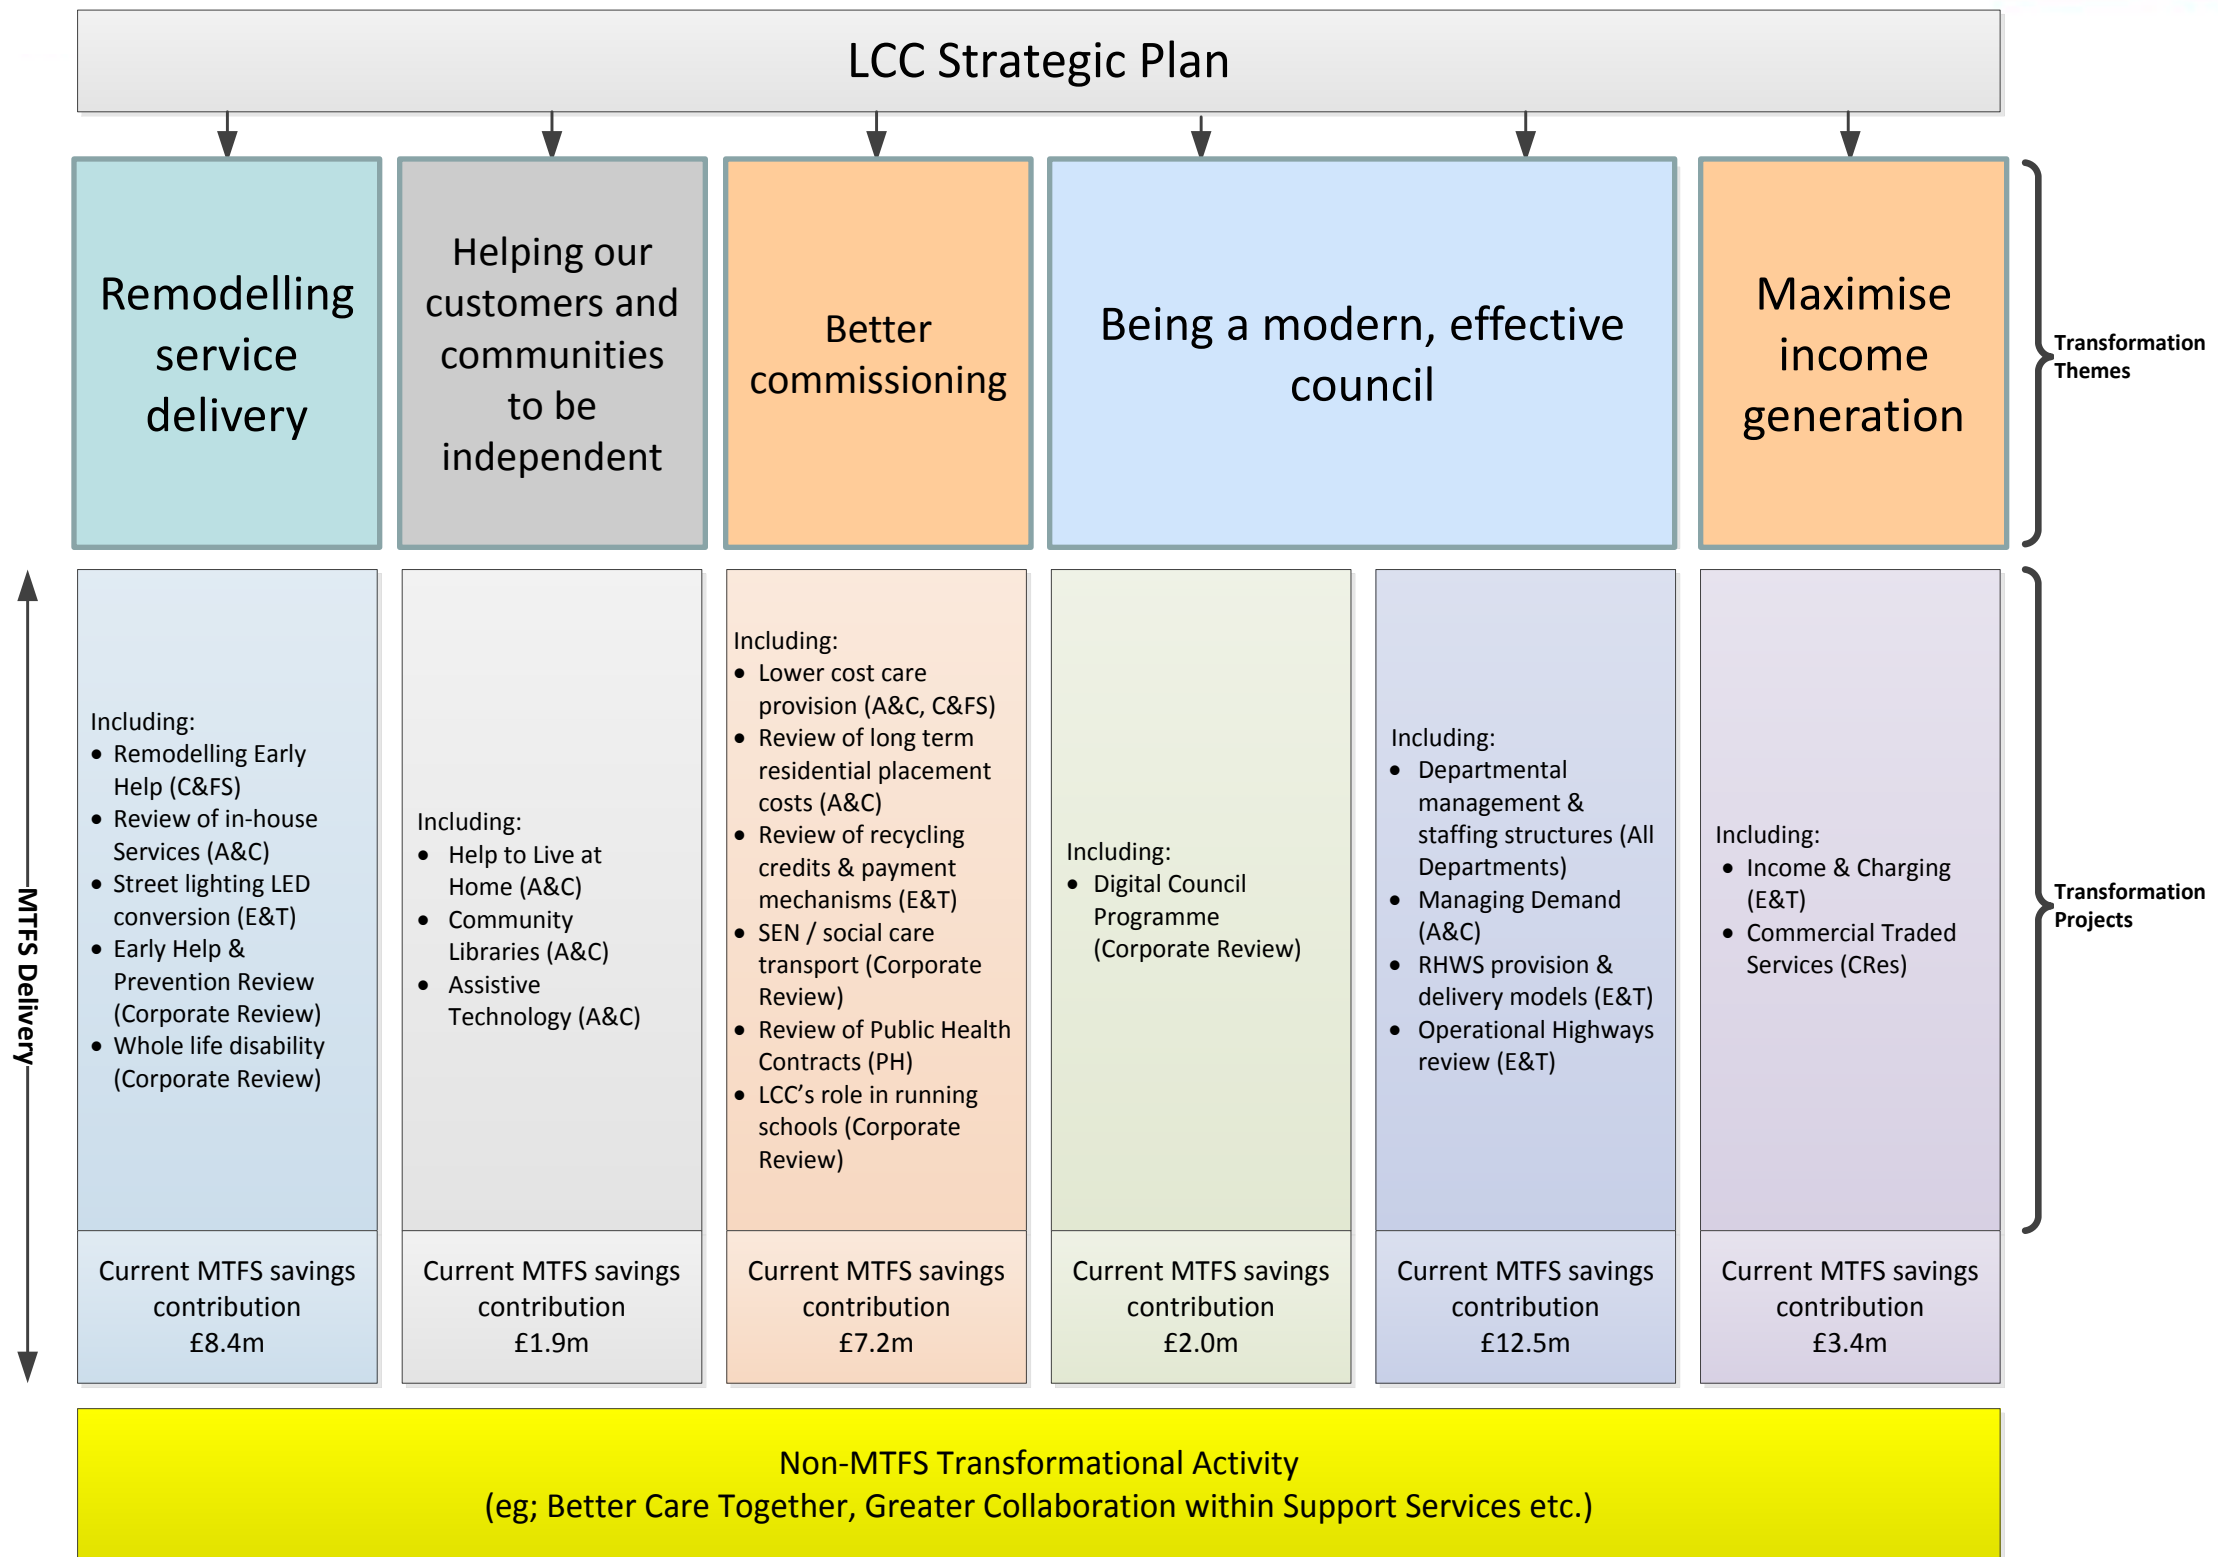 LCC Strategic Plan
Remodelling
service
delivery
Helping our
customers and
communities
to be
independent
Better
commissioning
Being a modern, effective
council
Maximise
income
generation
Transformation
Themes
MTFS Delivery
Including:
• Remodelling Early
Help (C&FS)
• Review of in-house
Services (A&C)
• Street lighting LED
conversion (E&T)
• Early Help &
Prevention Review
(Corporate Review)
• Whole life disability
(Corporate Review)
Including:
• Help to Live at
Home (A&C)
• Community
Libraries (A&C)
• Assistive
Technology (A&C)
Including:
• Lower cost care
provision (A&C, C&FS)
• Review of long term
residential placement
costs (A&C)
• Review of recycling
credits & payment
mechanisms (E&T)
• SEN / social care
transport (Corporate
Review)
• Review of Public Health
Contracts (PH)
• LCC’s role in running
schools (Corporate
Review)
Including:
• Digital Council
Programme
(Corporate Review)
Including:
• Departmental
management &
staffing structures (All
Departments)
• Managing Demand
(A&C)
• RHWS provision &
delivery models (E&T)
• Operational Highways
review (E&T)
Including:
• Income & Charging
(E&T)
• Commercial Traded
Services (CRes)
Transformation
Projects
Current MTFS savings
contribution
£8.4m
Current MTFS savings
contribution
£1.9m
Current MTFS savings
contribution
£7.2m
Current MTFS savings
contribution
£2.0m
Current MTFS savings
contribution
£12.5m
Current MTFS savings
contribution
£3.4m
Non-MTFS Transformational Activity
(eg; Better Care Together, Greater Collaboration within Support Services etc.)